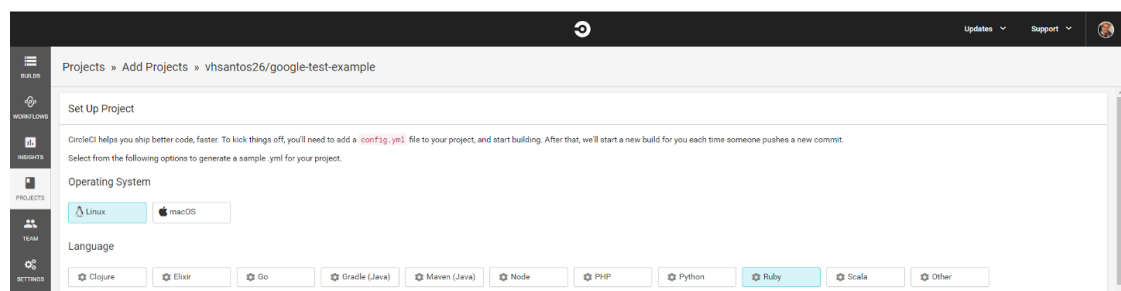 Updates Support
BUILDS
WORKFLOWS
INSIGHTS
PROJECTS
TEAM
SETTINGS
Projects » Add Projects » vhsantos26/google-test-example
Set Up Project
CircleCI helps you ship better code, faster. To kick things off, you'll need to add a config.yml file to your project, and start building. After that, we'll start a new build for you each time someone pushes a new commit.
Select from the following options to generate a sample .yml for your project.
Operating System
Linux macOS
Language
Clojure Elixir Go Gradle (Java) Maven (Java) Node PHP Python Ruby Scala Other